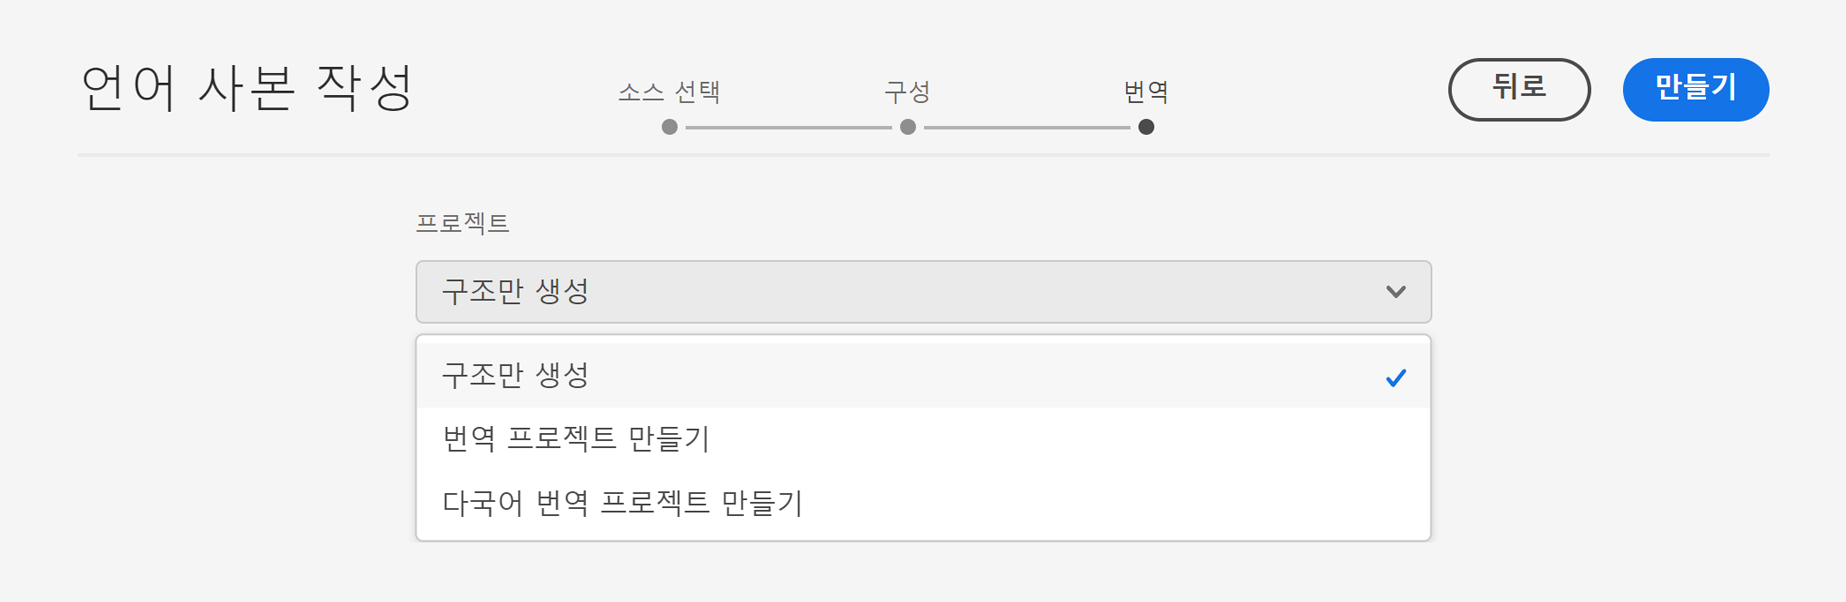 언어 사본 작성
소스 선택
구성
번역
뒤로
만들기
프로젝트
구조만 생성
구조만 생성
번역 프로젝트 만들기
다국어 번역 프로젝트 만들기